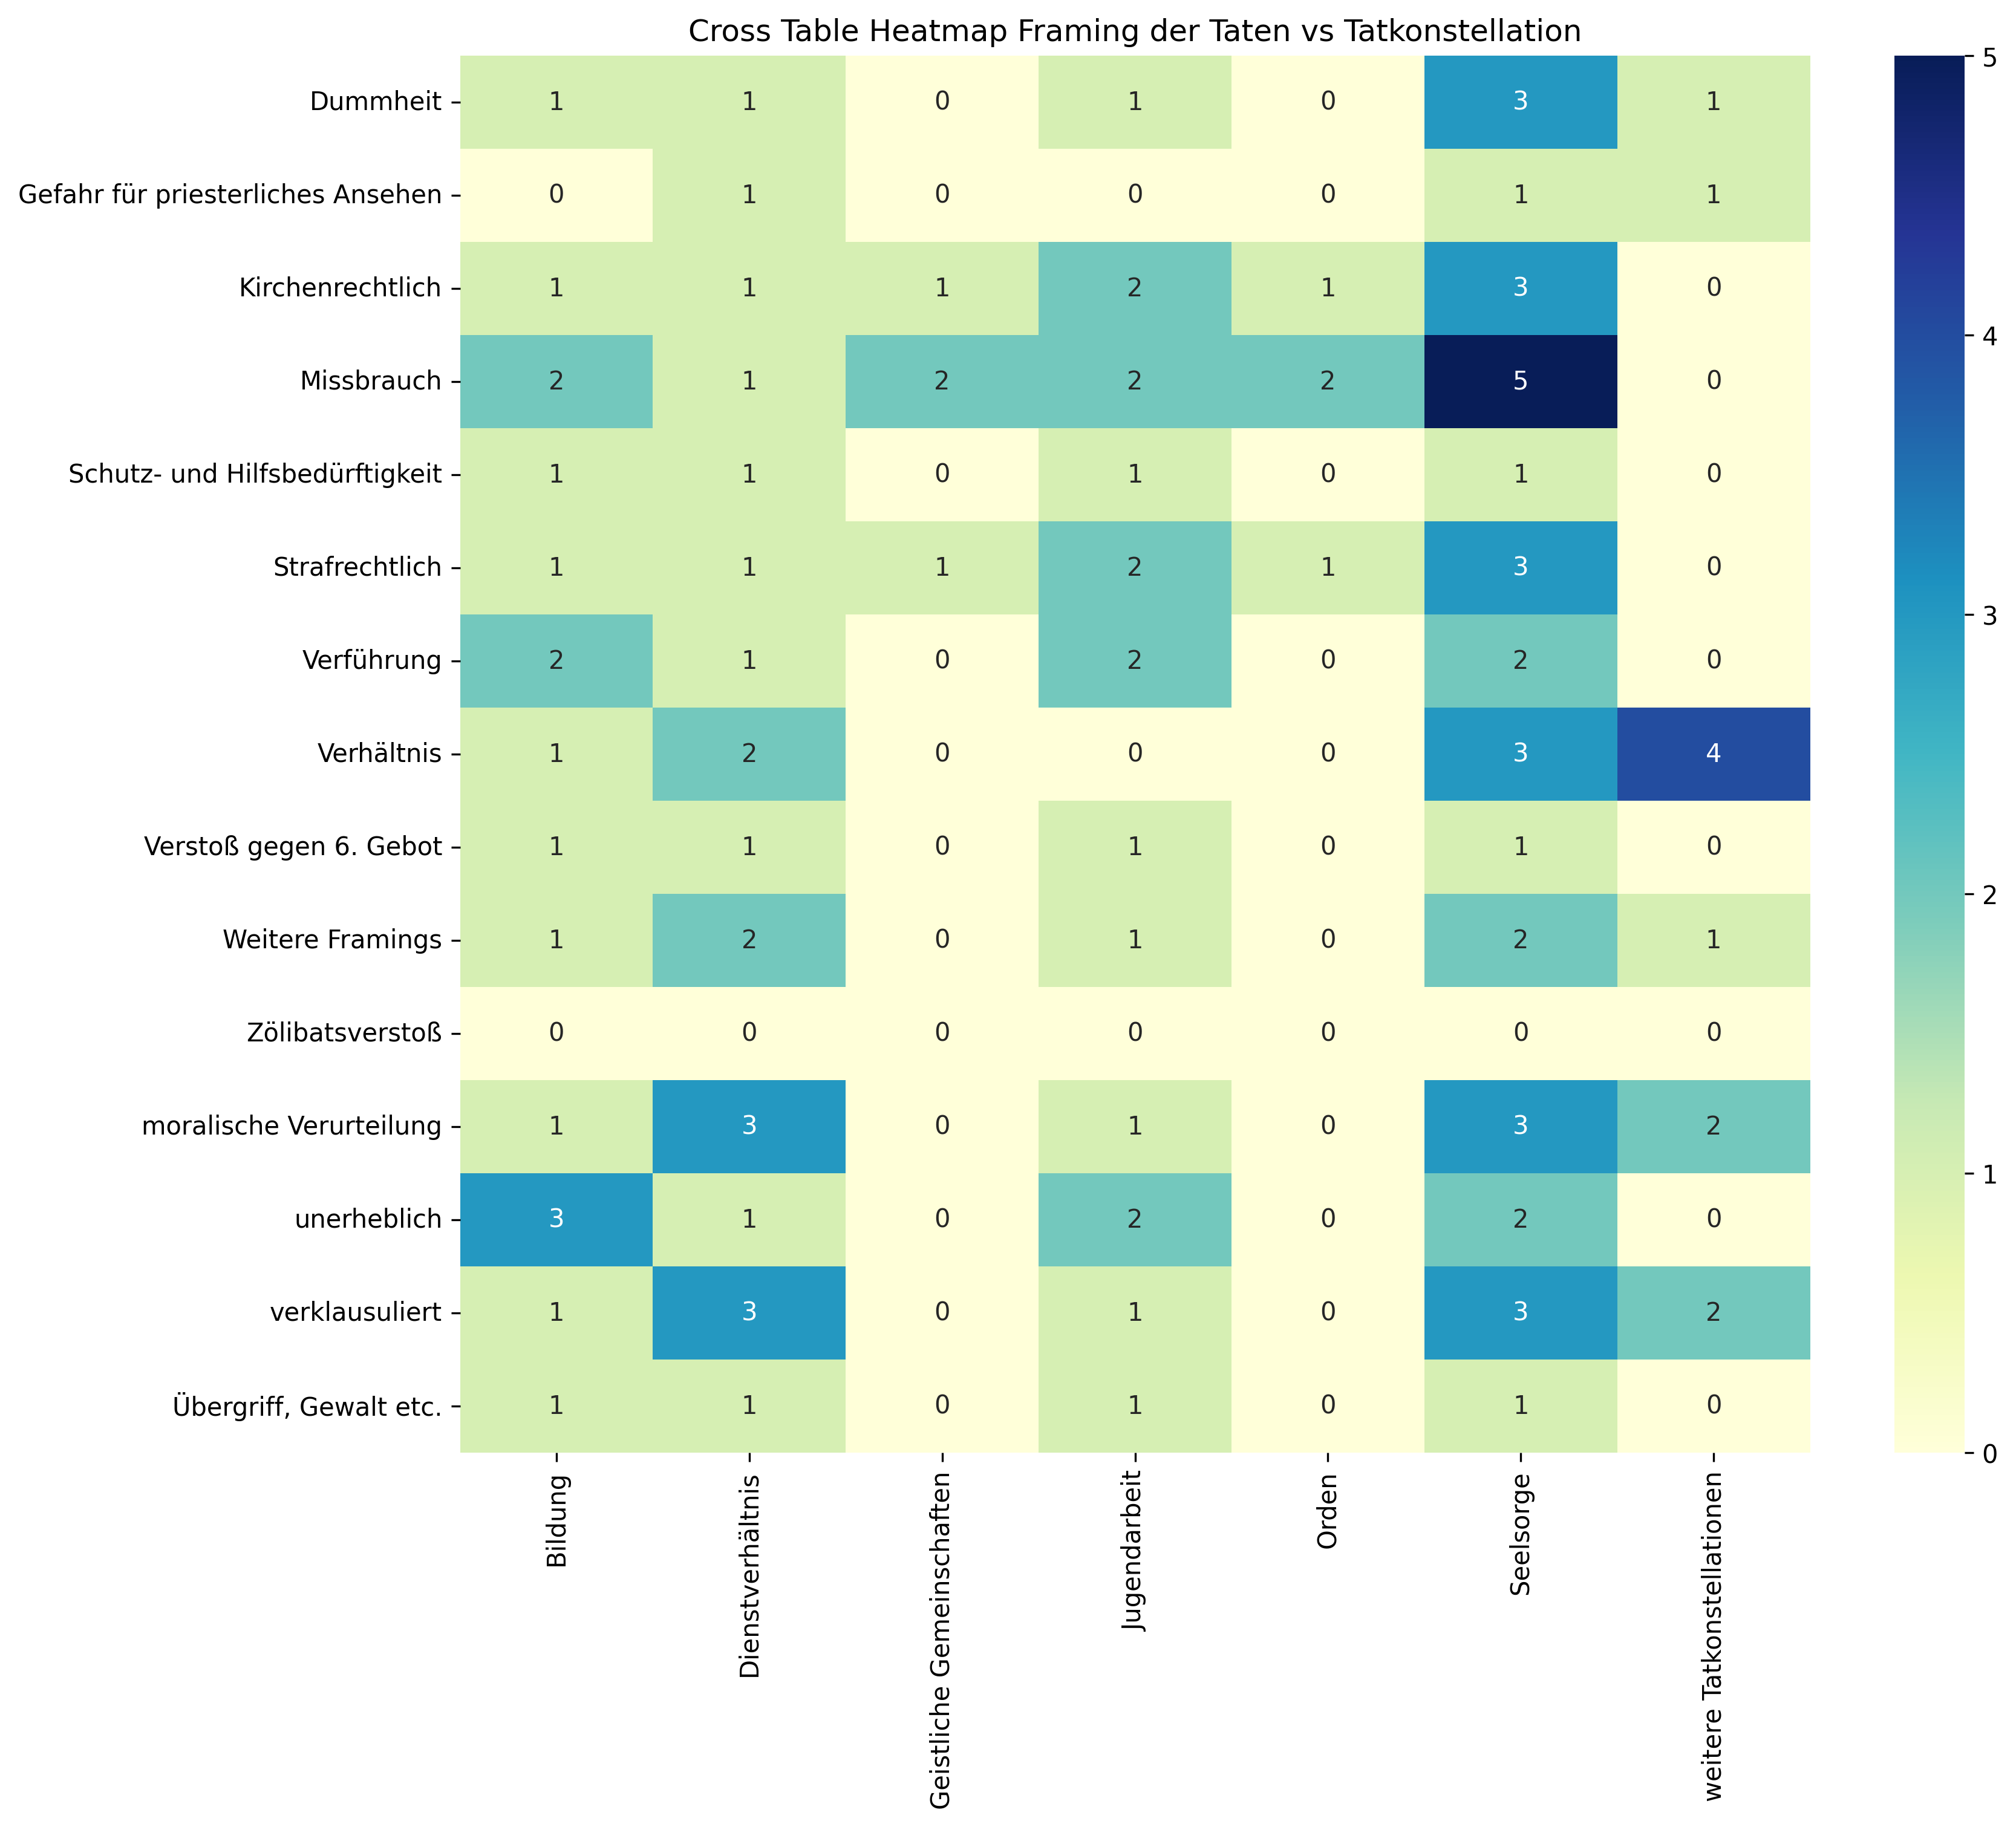 Cross Table Heatmap Framing der Taten vs Tatkonstellation
Dummheit 1 1 0 1 0 3 1
Gefahr für priesterliches Ansehen 0 1 0 0 0 1 1
Kirchenrechtlich 1 1 1 2 1 3 0
Missbrauch 2 1 2 2 2 5 0
Schutz- und Hilfsbedürftigkeit 1 1 0 1 0 1 0
Strafrechtlich 1 1 1 2 1 3 0
Verführung 2 1 0 2 0 2 0
Verhältnis 1 2 0 0 0 3 4
Verstoß gegen 6. Gebot 1 1 0 1 0 1 0
Weitere Framings 1 2 0 1 0 2 1
Zölibatsverstoß 0 0 0 0 0 0 0
moralische Verurteilung 1 3 0 1 0 3 2
unerheblich 3 1 0 2 0 2 0
verklausuliert 1 3 0 1 0 3 2
Übergriff, Gewalt etc. 1 1 0 1 0 1 0
Bildung
Dienstverhältnis
Geistliche Gemeinschaften
Jugendarbeit
Orden
Seelsorge
weitere Tatkonstellationen
5
4
3
2
1
0